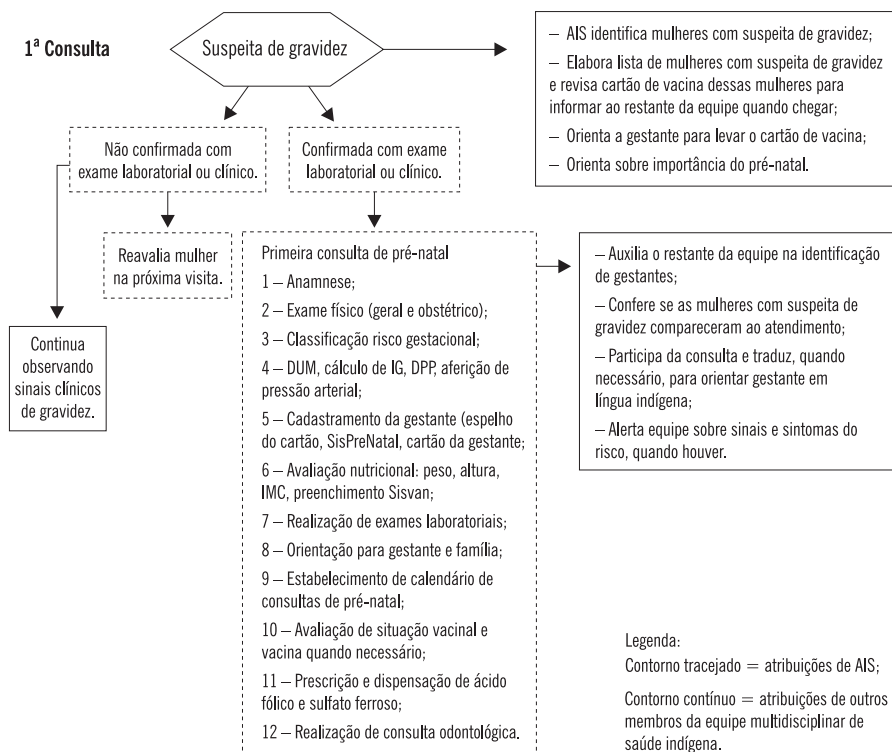 1ª Consulta
Suspeita de gravidez
– AIS identifica mulheres com suspeita de gravidez;
– Elabora lista de mulheres com suspeita de gravidez
e revisa cartão de vacina dessas mulheres para
informar ao restante da equipe quando chegar;
– Orienta a gestante para levar o cartão de vacina;
– Orienta sobre importância do pré-natal.
Não confirmada com
exame laboratorial ou clínico.
Confirmada com exame
laboratorial ou clínico.
Reavalia mulher
na próxima visita.
Continua
observando
sinais clínicos
de gravidez.
Primeira consulta de pré-natal
1 – Anamnese;
2 – Exame físico (geral e obstétrico);
3 – Classificação risco gestacional;
4 – DUM, cálculo de IG, DPP, aferição de
pressão arterial;
5 – Cadastramento da gestante (espelho
do cartão, SisPreNatal, cartão da gestante;
6 – Avaliação nutricional: peso, altura,
IMC, preenchimento Sisvan;
7 – Realização de exames laboratoriais;
8 – Orientação para gestante e família;
9 – Estabelecimento de calendário de
consultas de pré-natal;
10 – Avaliação de situação vacinal e
vacina quando necessário;
11 – Prescrição e dispensação de ácido
fólico e sulfato ferroso;
12 – Realização de consulta odontológica.
– Auxilia o restante da equipe na identificação
de gestantes;
– Confere se as mulheres com suspeita de
gravidez compareceram ao atendimento;
– Participa da consulta e traduz, quando
necessário, para orientar gestante em
língua indígena;
– Alerta equipe sobre sinais e sintomas do
risco, quando houver.
Legenda:
Contorno tracejado = atribuições de AIS;
Contorno contínuo = atribuições de outros
membros da equipe multidisciplinar de
saúde indígena.